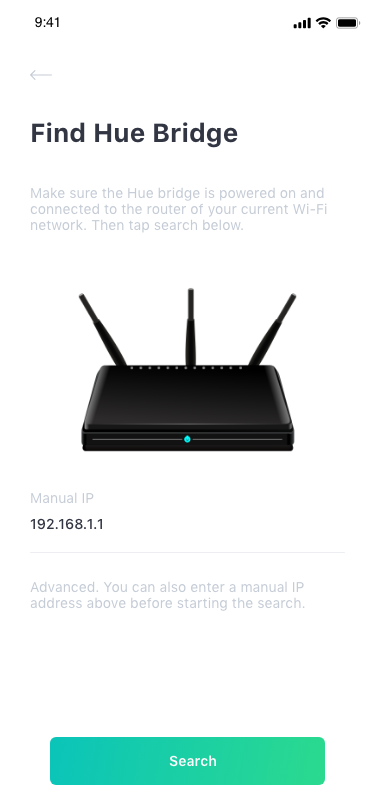 9:41
Find Hue Bridge
Make sure the Hue bridge is powered on and
connected to the router of your current Wi-Fi
network. Then tap search below.
Manual IP
192.168.1.1
Advanced. You can also enter a manual IP
address above before starting the search.
Search